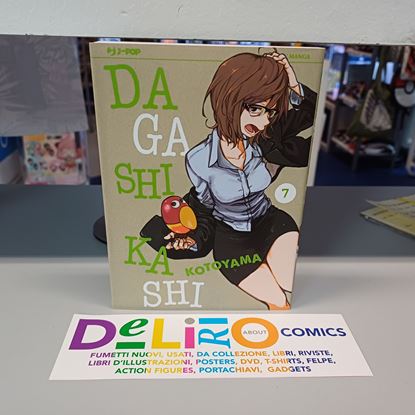 J-POP
MANGA
DA
GA
SHI
KA
SHI
7
KOTOYAMA
DELIRIO ABOUT COMICS
FUMETTI NUOVI, USATI, DA COLLEZIONE, LIBRI, RIVISTE,
LIBRI D'ILLUSTRAZIONI, POSTERS, DVD, T-SHIRTS, FELPE,
ACTION FIGURES, PORTACHIAVI, GADGETS